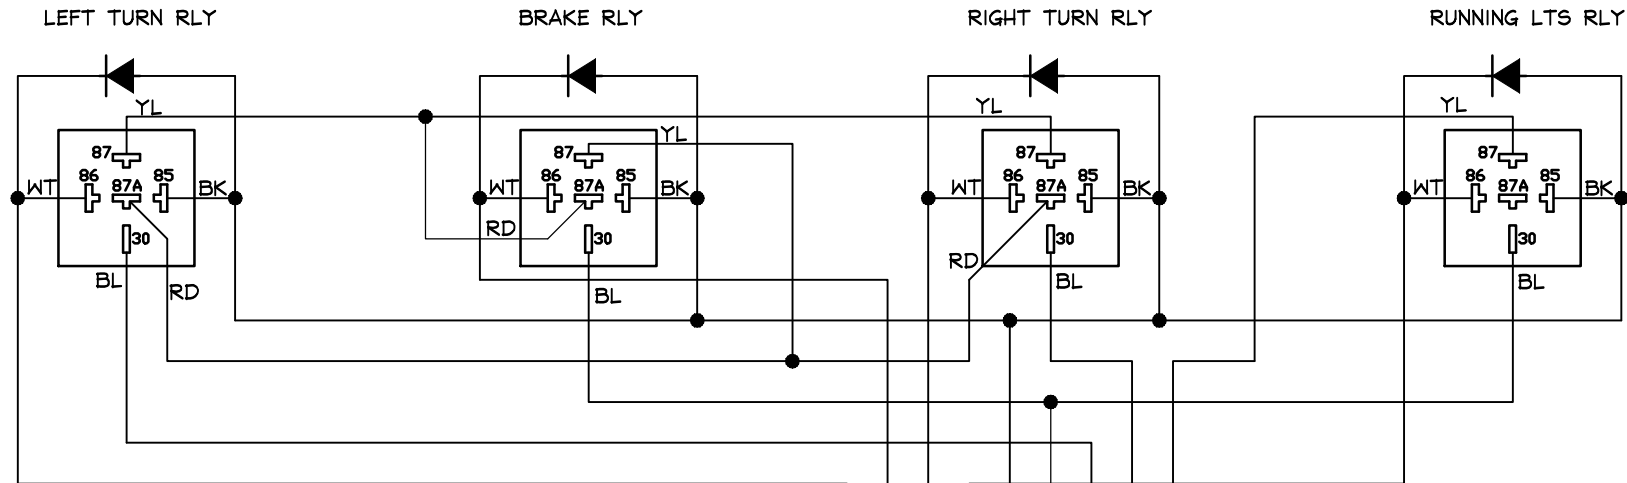 LEFT TURN RLY
BRAKE RLY
RIGHT TURN RLY
RUNNING LTS RLY
YL
YL
YL
YL
87
87
87
87
86
87A
85
86
87A
85
86
87A
85
86
87A
85
WT
BK
WT
BK
WT
BK
WT
BK
RD
30
30
30
30
RD
BL
RD
BL
BL
BL